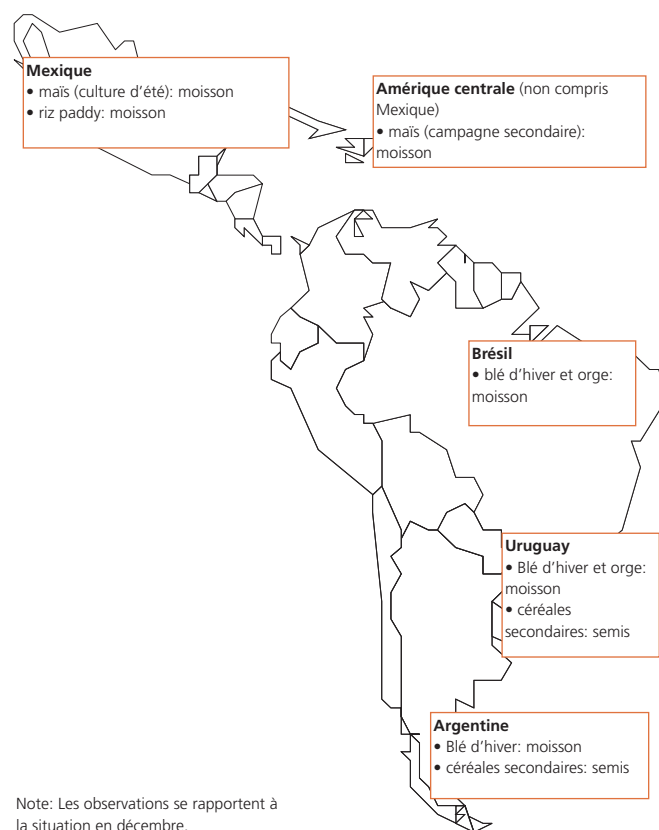 Mexique
• maïs (culture d'été): moisson
• riz paddy: moisson
Amérique centrale (non compris
Mexique)
• maïs (campagne secondaire):
moisson
Brésil
• blé d'hiver et orge:
moisson
Uruguay
• Blé d'hiver et orge:
moisson
• céréales
secondaires: semis
Argentine
• Blé d'hiver: moisson
• céréales secondaires: semis
Note: Les observations se rapportent à
la situation en décembre.